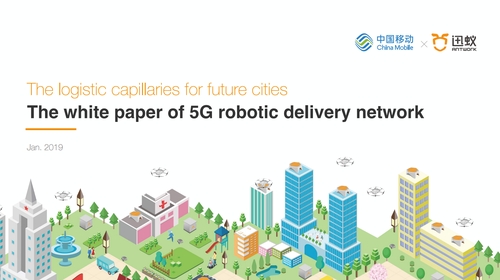 中国移动
China Mobile
×
迅蚁
ANTWORK
The logistic capillaries for future cities
The white paper of 5G robotic delivery network
Jan. 2019